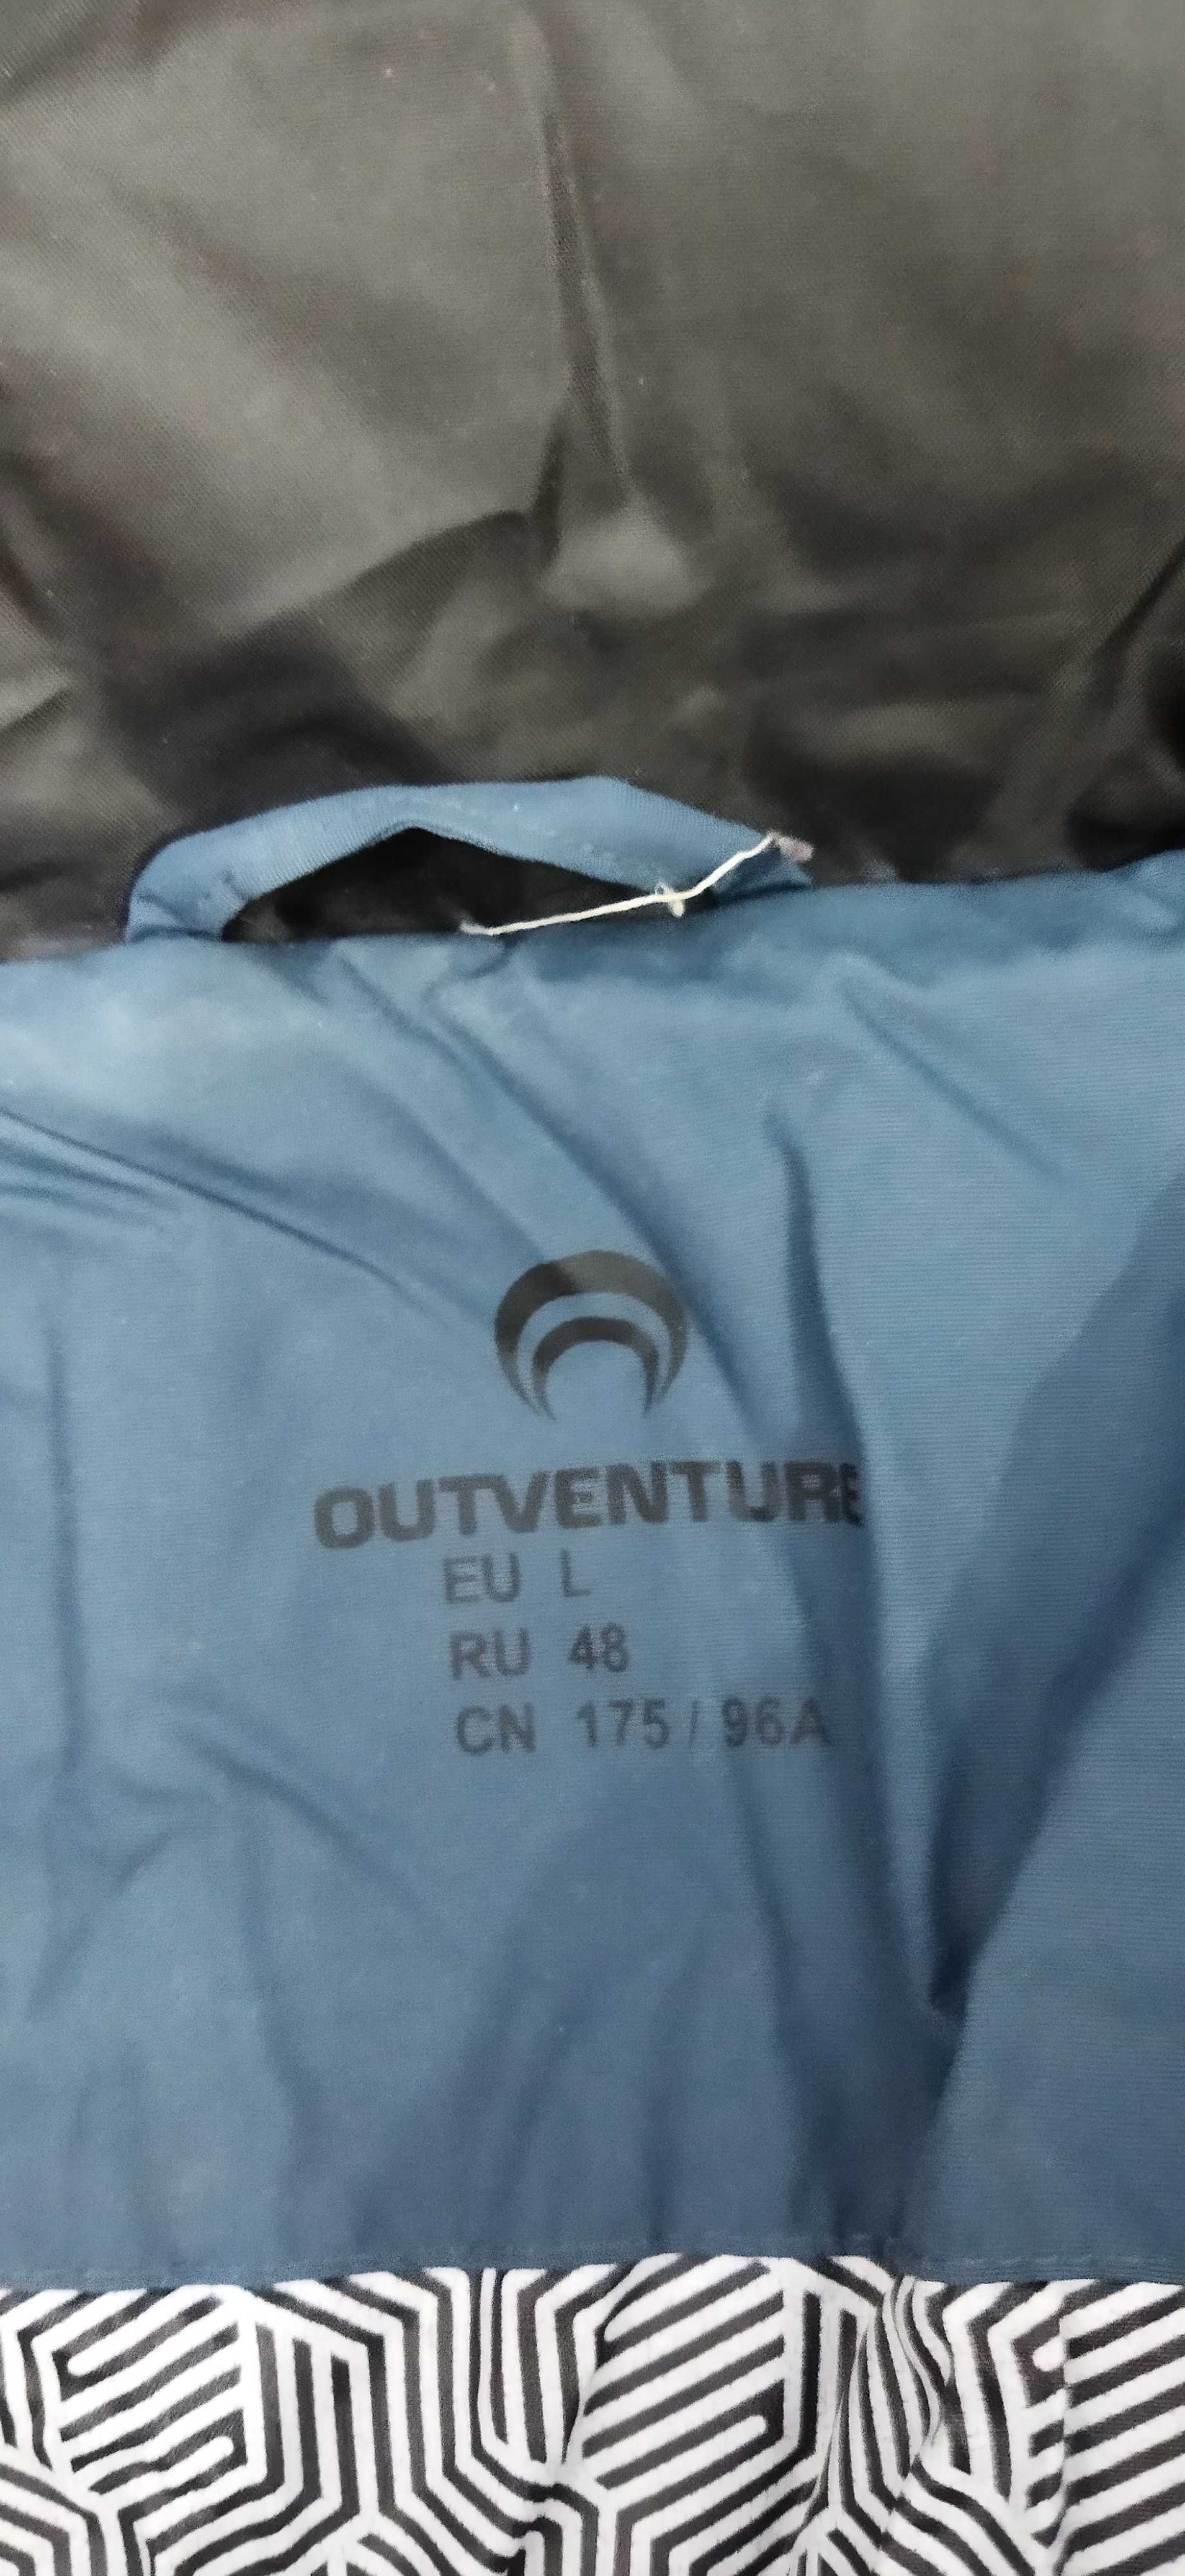 OUTVENTURE
EU L
RU 48
CN 175 / 96A